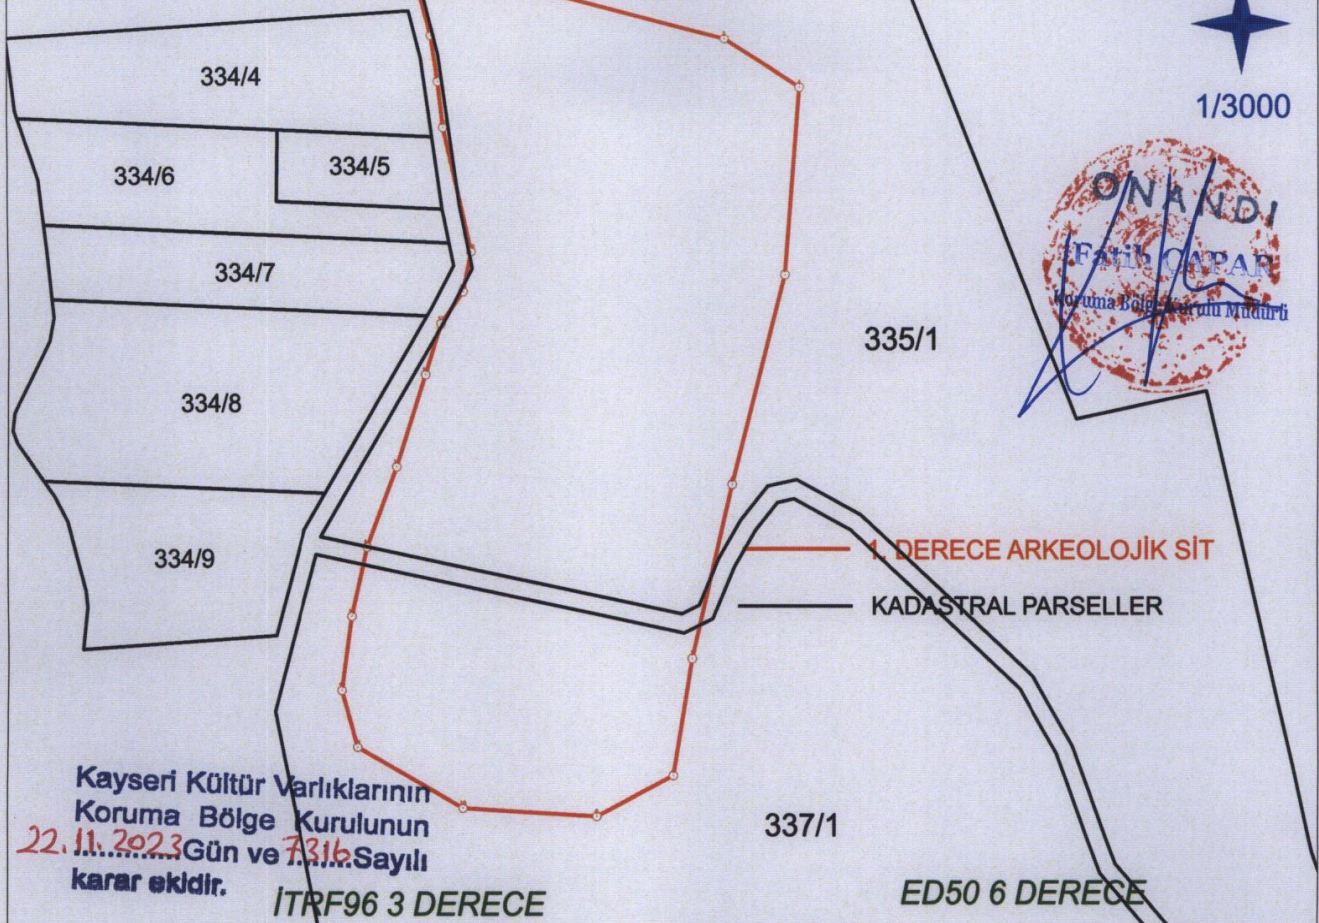 334/4
1/3000
334/6
334/5
ONANDI
334/7
Fatih ÇAPAR
Koruma Bölge Kurulu Müdürü
335/1
334/8
1. DERECE ARKEOLOJİK SİT
334/9
KADASTRAL PARSELLER
Kayseri Kültür Varlıklarının
Koruma Bölge Kurulunun
22.11.2023 Gün ve 7316 Sayılı
karar ekidir.
337/1
İTRF96 3 DERECE
ED50 6 DERECE